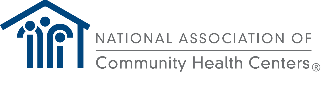 NATIONAL ASSOCIATION OF
Community Health Centers®